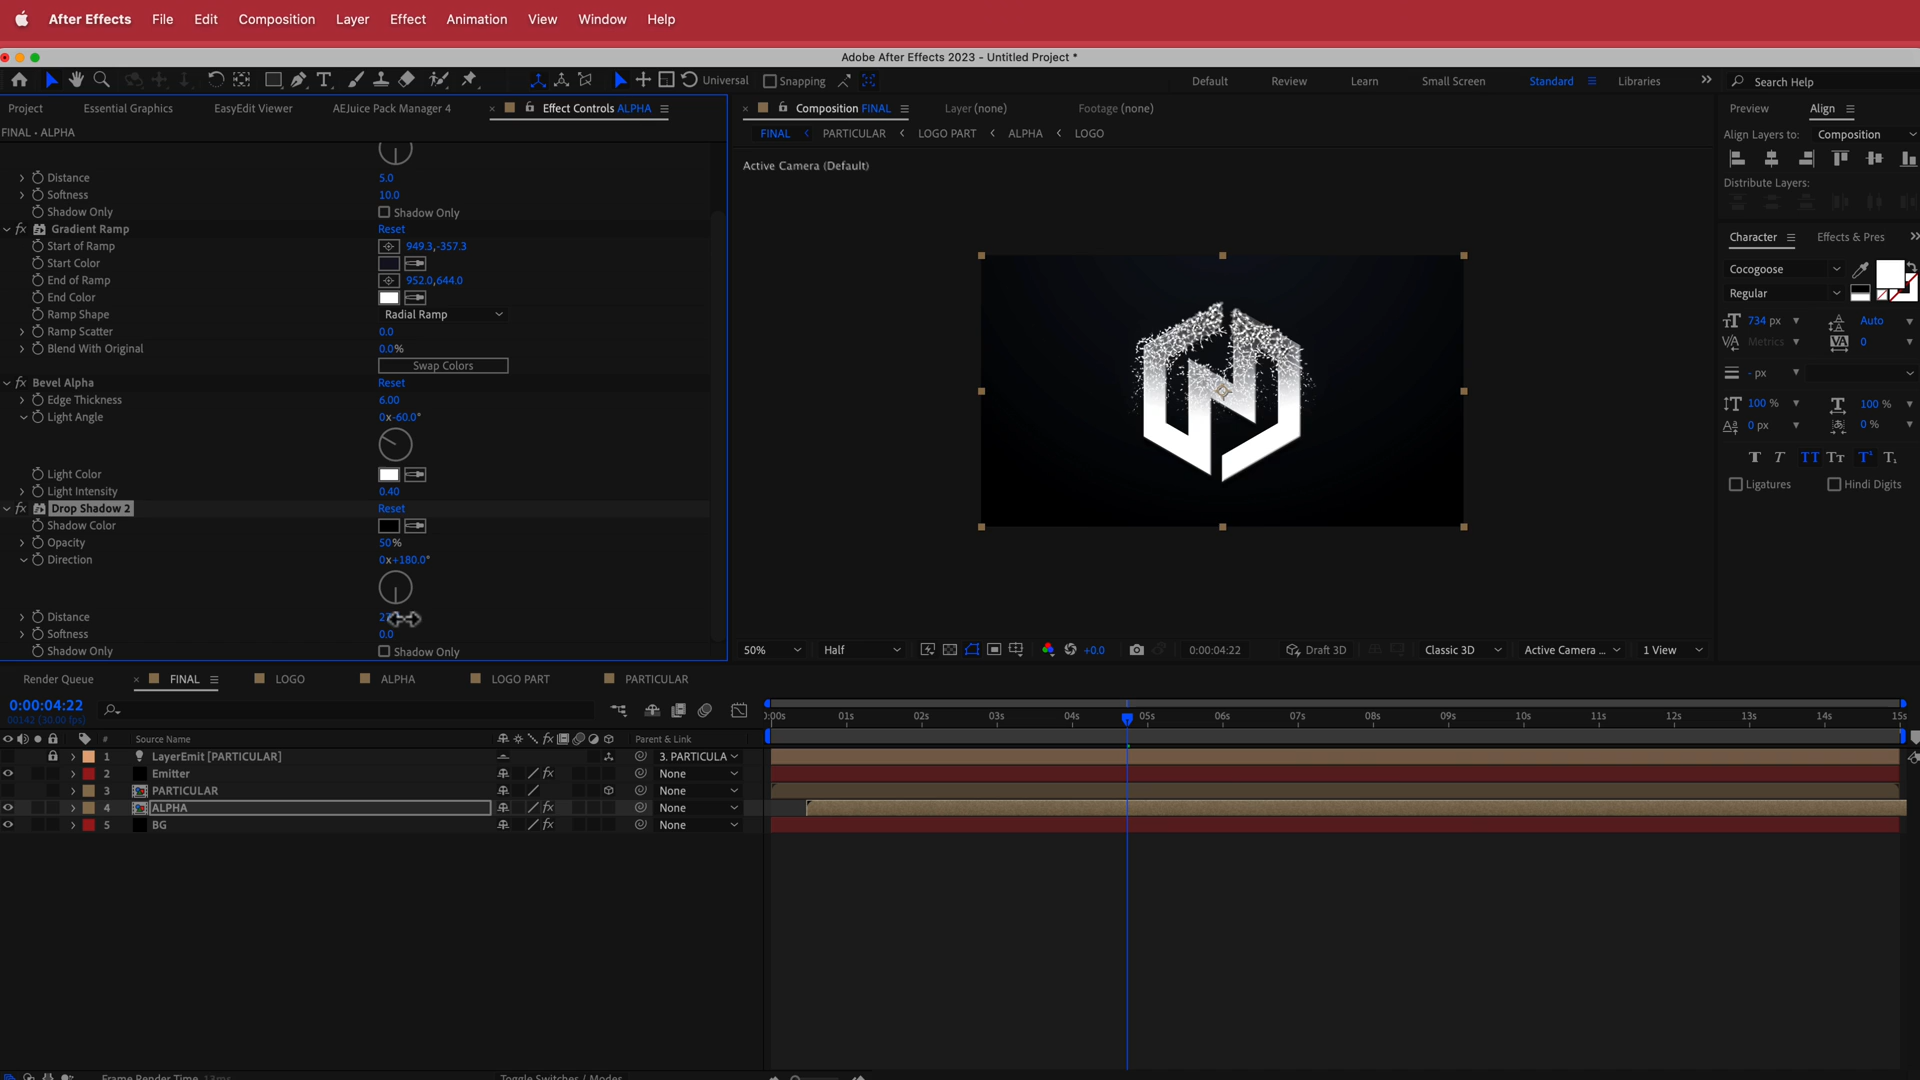 After Effects File Edit Composition Layer Effect Animation View Window Help
Adobe After Effects 2023 - Untitled Project *
Universal Snapping Default Review Learn Small Screen Standard Libraries Search Help
Project Essential Graphics EasyEdit Viewer AEJuice Pack Manager 4 Effect Controls ALPHA
FINAL • ALPHA
Distance 5.0
Softness 10.0
Shadow Only Shadow Only
fx Gradient Ramp Reset
Start of Ramp 949.3,-357.3
Start Color
End of Ramp 952.0,644.0
End Color
Ramp Shape Radial Ramp
Ramp Scatter 0.0
Blend With Original 0.0%
Swap Colors
fx Bevel Alpha Reset
Edge Thickness 6.00
Light Angle 0x-60.0°
Light Color
Light Intensity 0.40
fx Drop Shadow 2 Reset
Shadow Color
Opacity 50%
Direction 0x+180.0°
Distance
Softness 0.0
Shadow Only Shadow Only
Composition FINAL Layer (none) Footage (none)
FINAL PARTICULAR LOGO PART ALPHA LOGO
Active Camera (Default)
50% Half +0.0 0:00:04:22 Draft 3D Classic 3D Active Camera ... 1 View
Preview Align
Align Layers to: Composition
Distribute Layers:
Character Effects & Pres
Cocogoose
Regular
734 px Auto
Metrics 0
- px
100 % 100 %
0 px 0 %
Ligatures Hindi Digits
Render Queue FINAL LOGO ALPHA LOGO PART PARTICULAR
0:00:04:22
00142 (30.00 fps)
:00s 01s 02s 03s 04s 05s 06s 07s 08s 09s 10s 11s 12s 13s 14s 15s
# Source Name Parent & Link
1 LayerEmit [PARTICULAR] 3. PARTICULA
2 Emitter fx None
3 PARTICULAR None
4 ALPHA fx None
5 BG fx None
Frame Render Time 13ms Toggle Switches / Modes